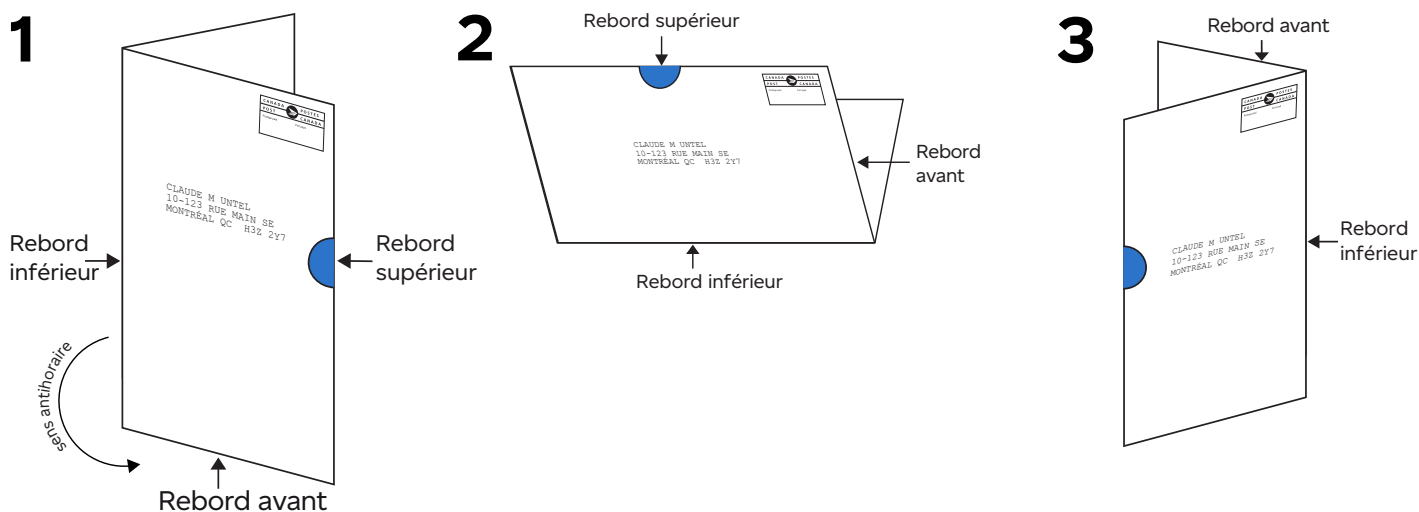 1
CANADA POSTES
POST CANADA
CLAUDE M UNTEL
10-123 RUE MAIN SE
MONTRÉAL QC H3Z 2Y7
Rebord
inférieur
Rebord
supérieur
sens antihoraire
Rebord avant
2
Rebord supérieur
CANADA POSTES
POST CANADA
CLAUDE M UNTEL
10-123 RUE MAIN SE
MONTRÉAL QC H3Z 2Y7
Rebord
avant
Rebord inférieur
3
Rebord avant
CANADA POSTES
POST CANADA
CLAUDE M UNTEL
10-123 RUE MAIN SE
MONTRÉAL QC H3Z 2Y7
Rebord
inférieur